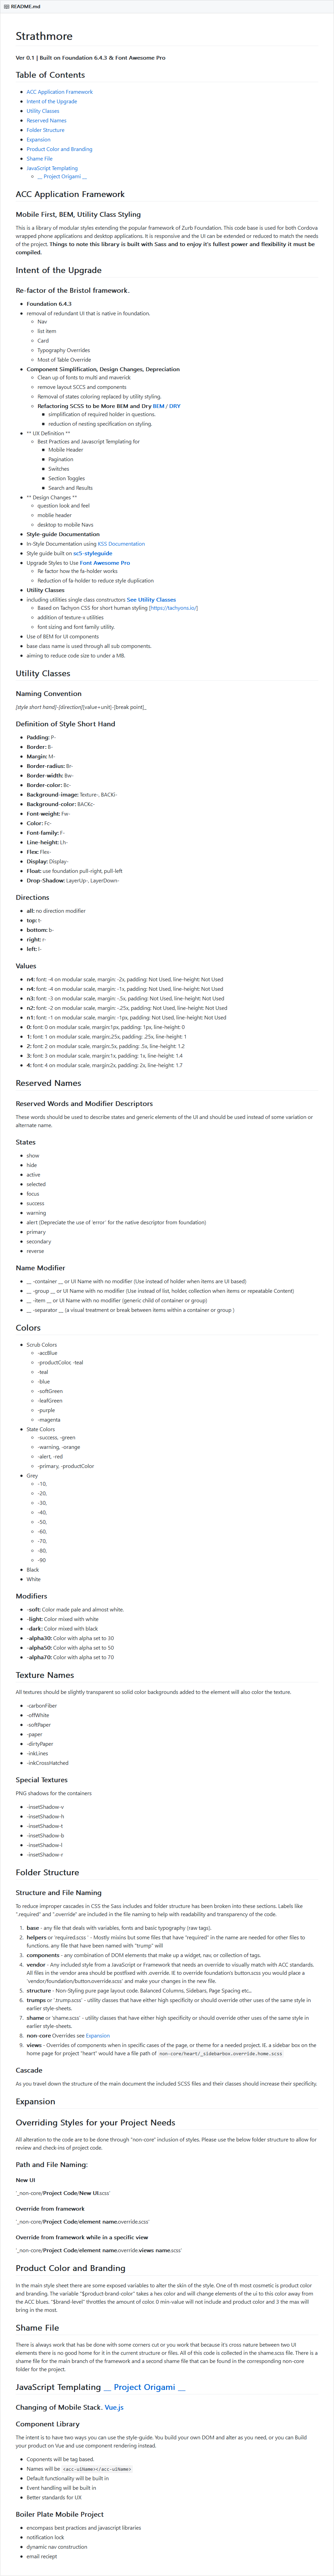 README.md
Strathmore
Ver 0.1 | Built on Foundation 6.4.3 & Font Awesome Pro
Table of Contents
ACC Application Framework
Intent of the Upgrade
Utility Classes
Reserved Names
Folder Structure
Expansion
Product Color and Branding
Shame File
JavaScript Templating
__ Project Origami __
ACC Application Framework
Mobile First, BEM, Utility Class Styling
This is a library of modular styles extending the popular framework of Zurb Foundation. This code base is used for both Cordova
wrapped phone applications and desktop applications. It is responsive and the UI can be extended or reduced to match the needs
of the project. Things to note this library is built with Sass and to enjoy it's fullest power and flexibility it must be
compiled.
Intent of the Upgrade
Re-factor of the Bristol framework.
Foundation 6.4.3
removal of redundant UI that is native in foundation.
Nav
list item
Card
Typography Overrides
Most of Table Override
Component Simplification, Design Changes, Depreciation
Clean up of fonts to multi and maverick
remove layout SCCS and components
Removal of states coloring replaced by utility styling.
Refactoring SCSS to be More BEM and Dry BEM / DRY
simplification of required holder in questions.
reduction of nesting specification on styling.
** UX Definition **
Best Practices and Javascript Templating for
Mobile Header
Pagination
Switches
Section Toggles
Search and Results
** Design Changes **
question look and feel
moblie header
desktop to mobile Navs
Style-guide Documentation
In-Style Documentation using KSS Documentation
Style guide built on sc5-styleguide
Upgrade Styles to Use Font Awesome Pro
Re factor how the fa-holder works
Reduction of fa-holder to reduce style duplication
Utility Classes
including utilities single class constructors See Utility Classes
Based on Tachyon CSS for short human styling [https://tachyons.io/]
addition of texture-x utilities
font sizing and font family utility.
Use of BEM for UI components
base class name is used through all sub components.
aiming to reduce code size to under a MB.
Utility Classes
Naming Convention
[style short hand]-[direction/[value+unit]-[break point]_
Definition of Style Short Hand
Padding: P-
Border: B-
Margin: M-
Border-radius: Br-
Border-width: Bw-
Border-color: Bc-
Background-image: Texture-, BACKi-
Background-color: BACKc-
Font-weight: Fw-
Color: Fc-
Font-family: F-
Line-height: Lh-
Flex: Flex-
Display: Display-
Float: use foundation pull-right, pull-left
Drop-Shadow: LayerUp-, LayerDown-
Directions
all: no direction modifier
top: t-
bottom: b-
right: r-
left: l-
Values
n4: font: -4 on modular scale, margin: -2x, padding: Not Used, line-height: Not Used
n4: font: -4 on modular scale, margin: -1x, padding: Not Used, line-height: Not Used
n3: font: -3 on modular scale, margin: -.5x, padding: Not Used, line-height: Not Used
n2: font: -2 on modular scale, margin: -.25x, padding: Not Used, line-height: Not Used
n1: font: -1 on modular scale, margin: -1px, padding: Not Used, line-height: Not Used
0: font: 0 on modular scale, margin:1px, padding: 1px, line-height: 0
1: font: 1 on modular scale, margin:.25x, padding: .25x, line-height: 1
2: font: 2 on modular scale, margin:.5x, padding: .5x, line-height: 1.2
3: font: 3 on modular scale, margin:1x, padding: 1x, line-height: 1.4
4: font: 4 on modular scale, margin:2x, padding: 2x, line-height: 1.7
Reserved Names
Reserved Words and Modifier Descriptors
These words should be used to describe states and generic elements of the UI and should be used instead of some variation or
alternate name.
States
show
hide
active
selected
focus
success
warning
alert (Depreciate the use of 'error' for the native descriptor from foundation)
primary
secondary
reverse
Name Modifier
__ -container __ or UI Name with no modifier (Use instead of holder when items are UI based)
__ -group __ or UI Name with no modifier (Use instead of list, holder, collection when items or repeatable Content)
__ -item __ or UI Name with no modifier (generic child of container or group)
__ -separator __ (a visual treatment or break between items within a container or group )
Colors
Scrub Colors
-accBlue
-productColor, -teal
-teal
-blue
-softGreen
-leafGreen
-purple
-magenta
State Colors
-success, -green
-warning, -orange
-alert, -red
-primary, -productColor
Grey
-10,
-20,
-30,
-40,
-50,
-60,
-70,
-80,
-90
Black
White
Modifiers
-soft: Color made pale and almost white.
-light: Color mixed with white
-dark: Color mixed with black
-alpha30: Color with alpha set to 30
-alpha50: Color with alpha set to 50
-alpha70: Color with alpha set to 70
Texture Names
All textures should be slightly transparent so solid color backgrounds added to the element will also color the texture.
-carbonFiber
-offWhite
-softPaper
-paper
-dirtyPaper
-inkLines
-inkCrossHatched
Special Textures
PNG shadows for the containers
-insetShadow-v
-insetShadow-h
-insetShadow-t
-insetShadow-b
-insetShadow-l
-insetShadow-r
Folder Structure
Structure and File Naming
To reduce improper cascades in CSS the Sass includes and folder structure has been broken into these sections. Labels like
".required" and ".override" are included in the file naming to help with readability and transparency of the code.
1. base - any file that deals with variables, fonts and basic typography (raw tags).
2. helpers or 'required.scss ' - Mostly mixins but some files that have "required" in the name are needed for other files to
functions. any file that have been named with "trump" will
3. components - any combination of DOM elements that make up a widget, nav, or collection of tags.
4. vendor - Any included style from a JavaScript or Framework that needs an override to visually match with ACC standards.
All files in the vendor area should be postfixed with .override. IE to override foundation's button.scss you would place a
'vendor/foundation/button.override.scss' and make your changes in the new file.
5. structure - Non-Styling pure page layout code. Balanced Columns, Sidebars, Page Spacing etc...
6. trumps or '.trump.scss' - utility classes that have either high specificity or should override other uses of the same style in
earlier style-sheets.
7. shame or 'shame.scss' - utility classes that have either high specificity or should override other uses of the same style in
earlier style-sheets.
8. non-core Overrides see Expansion
9. views - Overrides of components when in specific cases of the page, or theme for a needed project. IE. a sidebar box on the
home page for project "heart" would have a file path of non-core/heart/_sidebarbox.override.home.scss
Cascade
As you travel down the structure of the main document the included SCSS files and their classes should increase their specificity.
Expansion
Overriding Styles for your Project Needs
All alteration to the code are to be done through "non core" inclusion of styles. Please use the below folder structure to allow for
review and check-ins of project code.
Path and File Naming:
New UI
'_non-core/Project Code/New UI.scss'
Override from framework
'_non-core/Project Code/element name.override.scss'
Override from framework while in a specific view
'_non-core/Project Code/element name.override.views name.scss'
Product Color and Branding
In the main style sheet there are some exposed variables to alter the skin of the style. One of th most cosmetic is product color
and branding. The variable "$product-brand-color" takes a hex color and will change elements of the ui to this color away from
the ACC blues. "$brand-level" throttles the amount of color. 0 min-value will not include and product color and 3 the max will
bring in the most.
Shame File
There is always work that has be done with some corners cut or you work that because it's cross nature between two UI
elements there is no good home for it in the current structure or files. All of this code is collected in the shame.scss file. There is a
shame file for the main branch of the framework and a second shame file that can be found in the corresponding non-core
folder for the project.
JavaScript Templating __ Project Origami __
Changing of Mobile Stack. Vue.js
Component Library
The intent is to have two ways you can use the style guide. You build your own DOM and alter as you need, or you can Build
your product on Vue and use component rendering instead.
Coponents will be tag based.
Names will be <acc-uiName></acc-uiName>
Default functionality will be built in
Event handling will be built in
Better standards for UX
Boiler Plate Mobile Project
encompass best practices and javascript libraries
notification lock
dynamic nav construction
email reciept